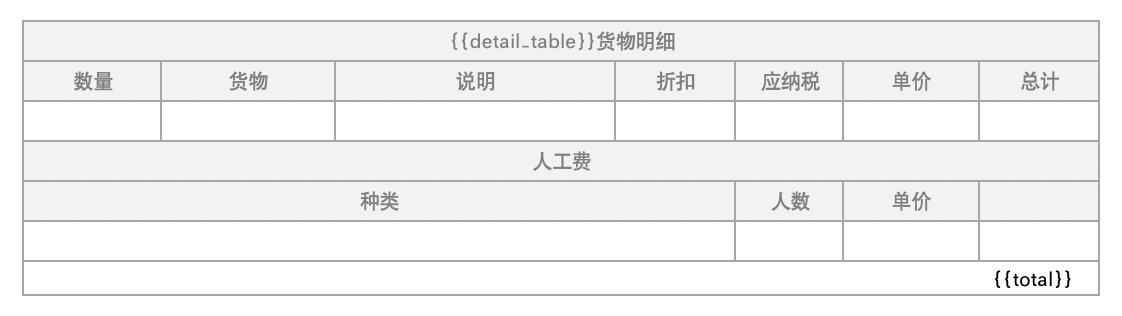 {{detail_table}}货物明细
数量 货物 说明 折扣 应纳税 单价 总计
人工费
种类 人数 单价
{{total}}